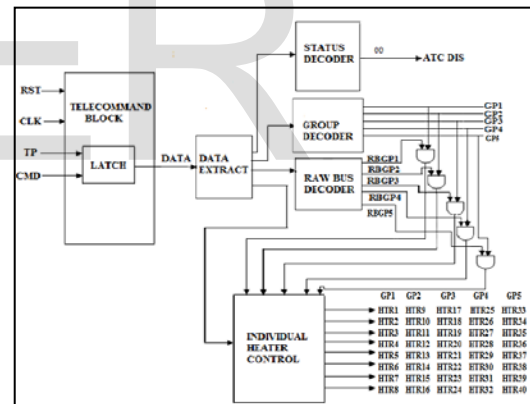 STATUS
DECODER
00
ATC DIS
RST
TELECOMMAND
BLOCK
CLK
TP
LATCH
CMD
DATA
DATA
EXTRACT
GROUP
DECODER
GP1
GP2
GP3
GP4
GP5
RAW BUS
DECODER
RBGP1
RBGP2
RBGP3
RBGP4
RBGP5
INDIVIDUAL
HEATER
CONTROL
GP1 GP2 GP3 GP4 GP5
HTR1 HTR9 HTR17 HTR25 HTR33
HTR2 HTR10 HTR18 HTR26 HTR34
HTR3 HTR11 HTR19 HTR27 HTR35
HTR4 HTR12 HTR20 HTR28 HTR36
HTR5 HTR13 HTR21 HTR29 HTR37
HTR6 HTR14 HTR22 HTR30 HTR38
HTR7 HTR15 HTR23 HTR31 HTR39
HTR8 HTR16 HTR24 HTR32 HTR40